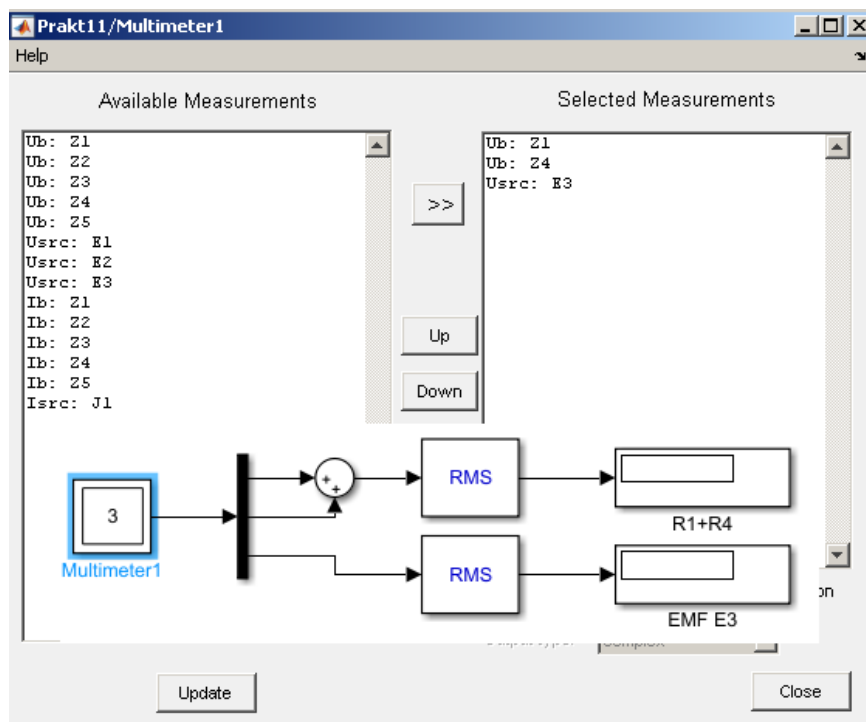 Prakt11/Multimeter1
Help
Available Measurements
Selected Measurements
Ub: Z1
Ub: Z2
Ub: Z3
Ub: Z4
Ub: Z5
Usrc: E1
Usrc: E2
Usrc: E3
Ib: Z1
Ib: Z2
Ib: Z3
Ib: Z4
Ib: Z5
Isrc: J1
>>
Up
Down
Ub: Z1
Ub: Z4
Usrc: E3
3
Multimeter1
+
+
RMS
R1+R4
RMS
EMF E3
on
Update
Close